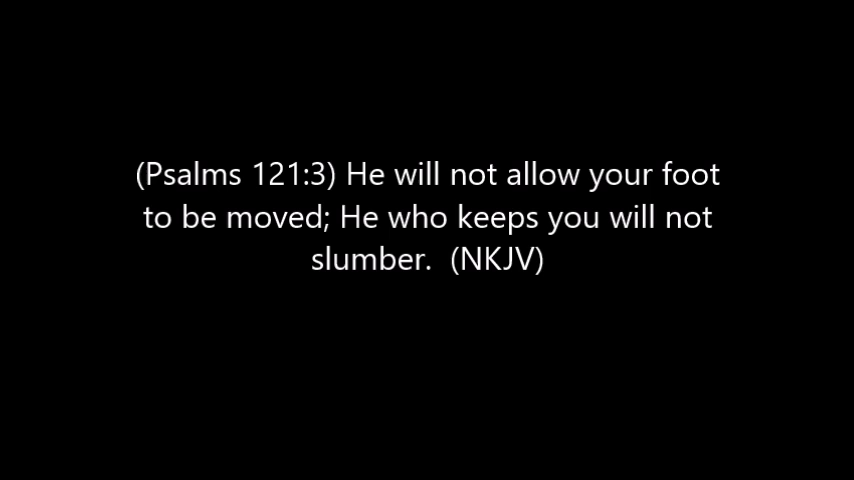 (Psalms 121:3) He will not allow your foot
to be moved; He who keeps you will not
slumber.  (NKJV)